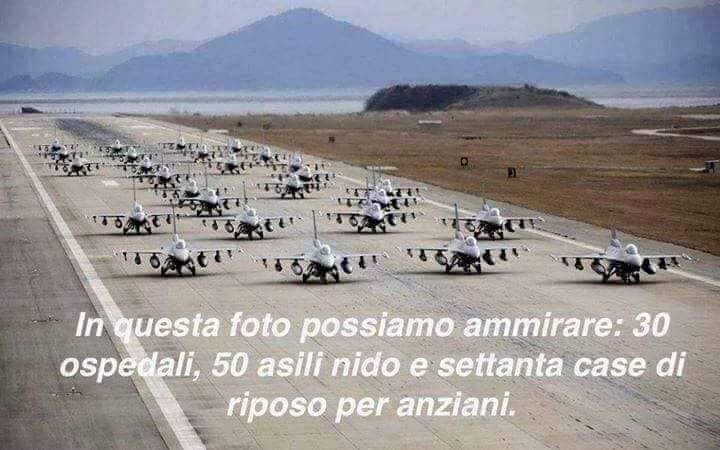 In questa foto possiamo ammirare: 30
ospedali, 50 asili nido e settanta case di
riposo per anziani.